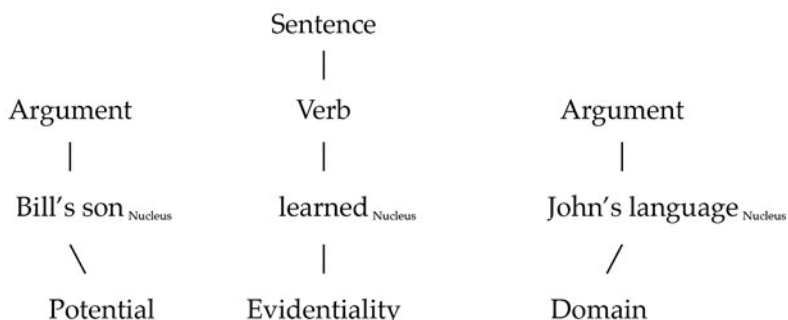 Sentence
Argument Verb Argument
Bill's son Nucleus learned Nucleus John's language Nucleus
Potential Evidentiality Domain